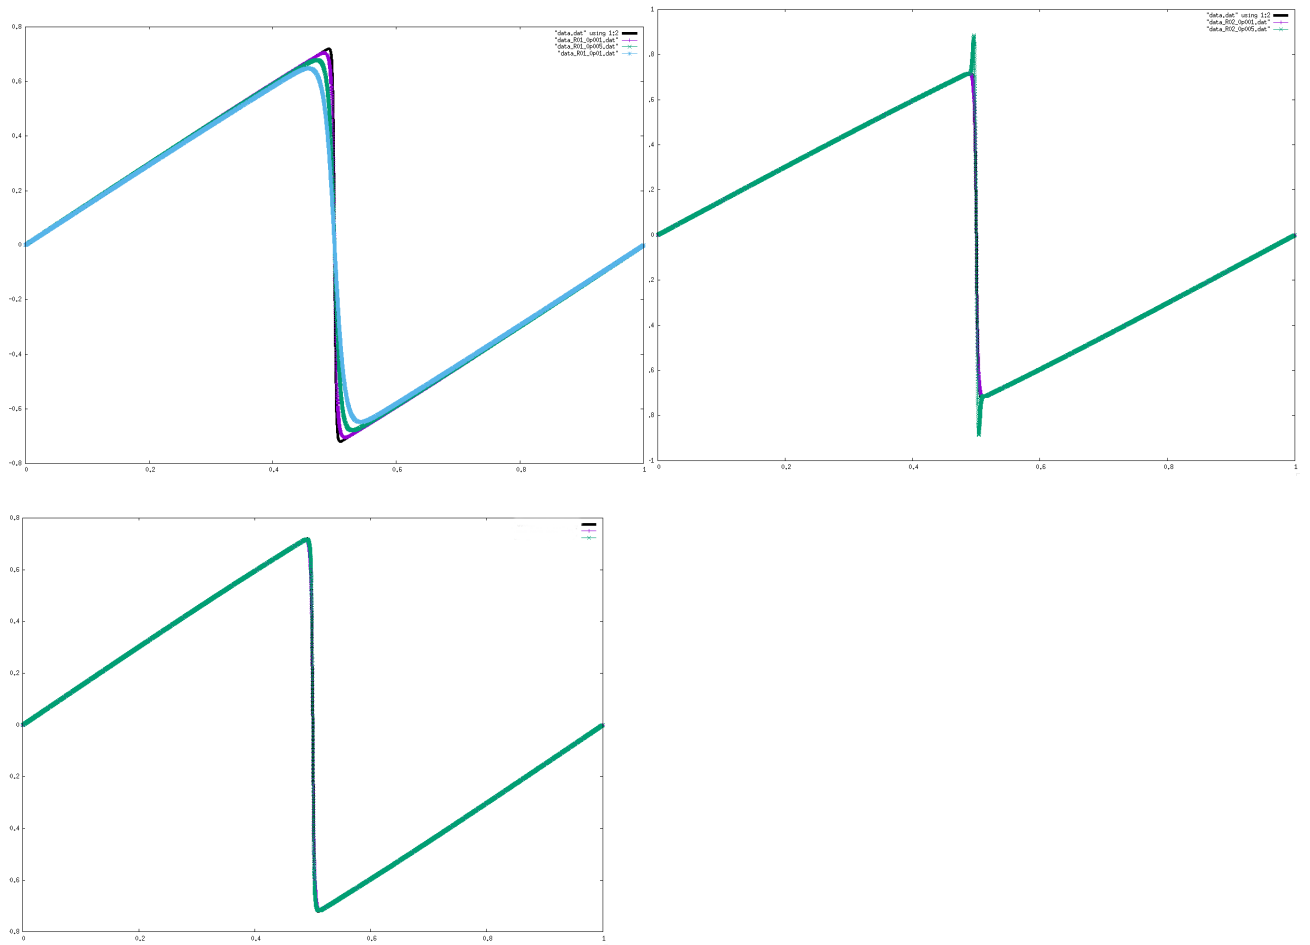 0.8
"data.dat" using 1:2
"data_R01_0p001.dat"
"data_R01_0p005.dat"
"data_R01_0p01.dat"
0.6
0.4
0.2
0
-0.2
-0.4
-0.6
-0.8
0 0.2 0.4 0.6 0.8 1
1
"data.dat" using 1:2
"data_R02_0p001.dat"
"data_R02_0p005.dat"
.8
.6
.4
.2
0
.2
.4
.6
.8
-1
0 0.2 0.4 0.6 0.8 1
0.8
0.6
0.4
0.2
0
0.2
0.4
0.6
0.8
0 0.2 0.4 0.6 0.8 1